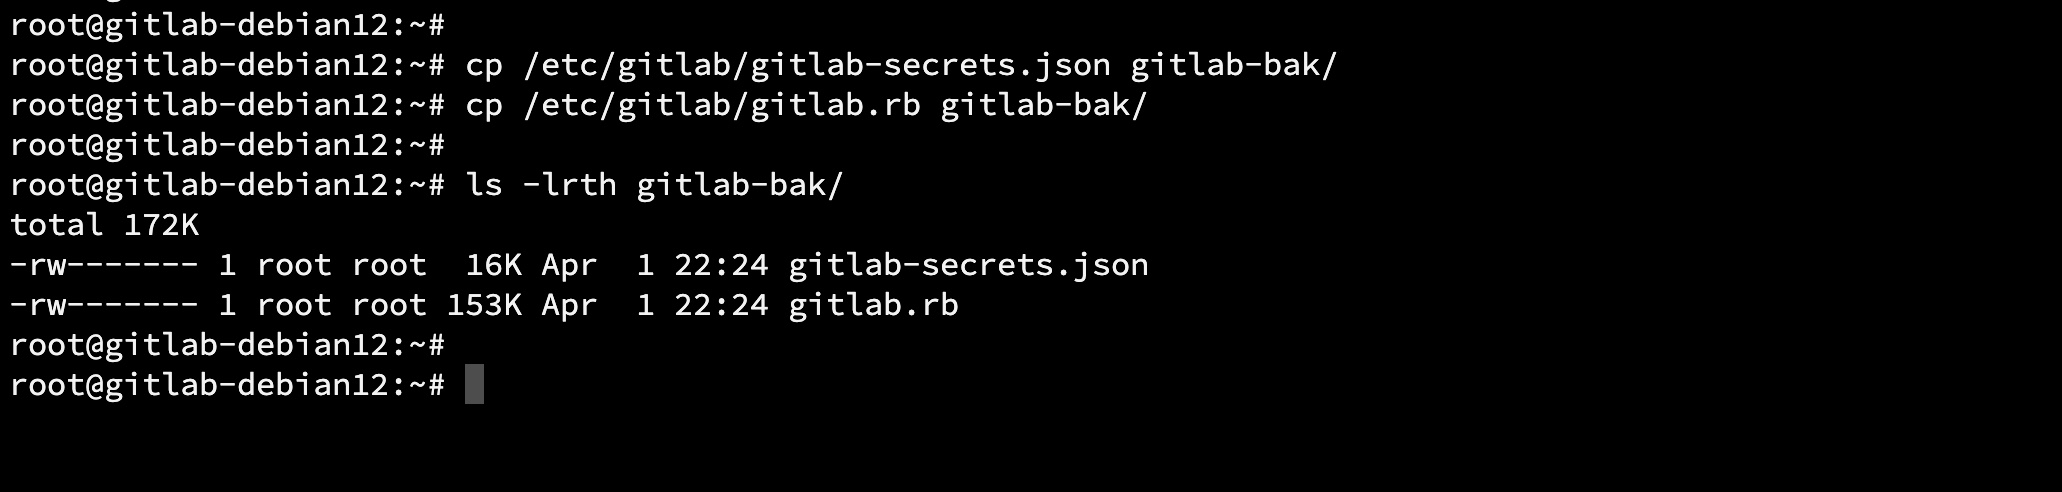 root@gitlab-debian12:~#
root@gitlab-debian12:~# cp /etc/gitlab/gitlab-secrets.json gitlab-bak/
root@gitlab-debian12:~# cp /etc/gitlab/gitlab.rb gitlab-bak/
root@gitlab-debian12:~#
root@gitlab-debian12:~# ls -lrth gitlab-bak/
total 172K
-rw------- 1 root root  16K Apr  1 22:24 gitlab-secrets.json
-rw------- 1 root root 153K Apr  1 22:24 gitlab.rb
root@gitlab-debian12:~#
root@gitlab-debian12:~#